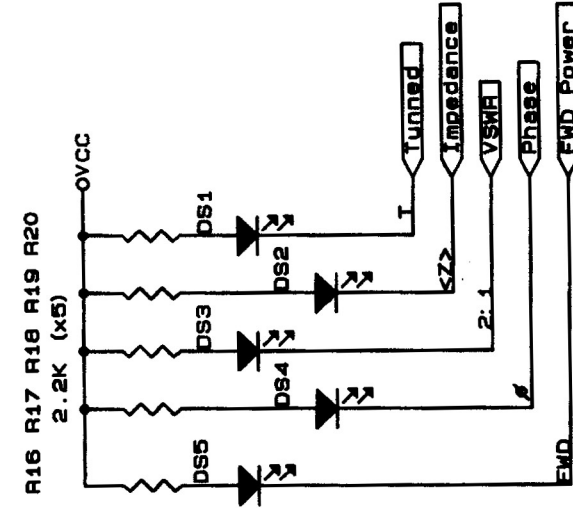 R16 R17 R18 R19 R20
2.2K (x5)
OVCC
DS1
DS2
DS3
DS4
DS5
T
<Z>
2:1
ø
FWD
Tunned
Impedance
VSWR
Phase
FWD Power